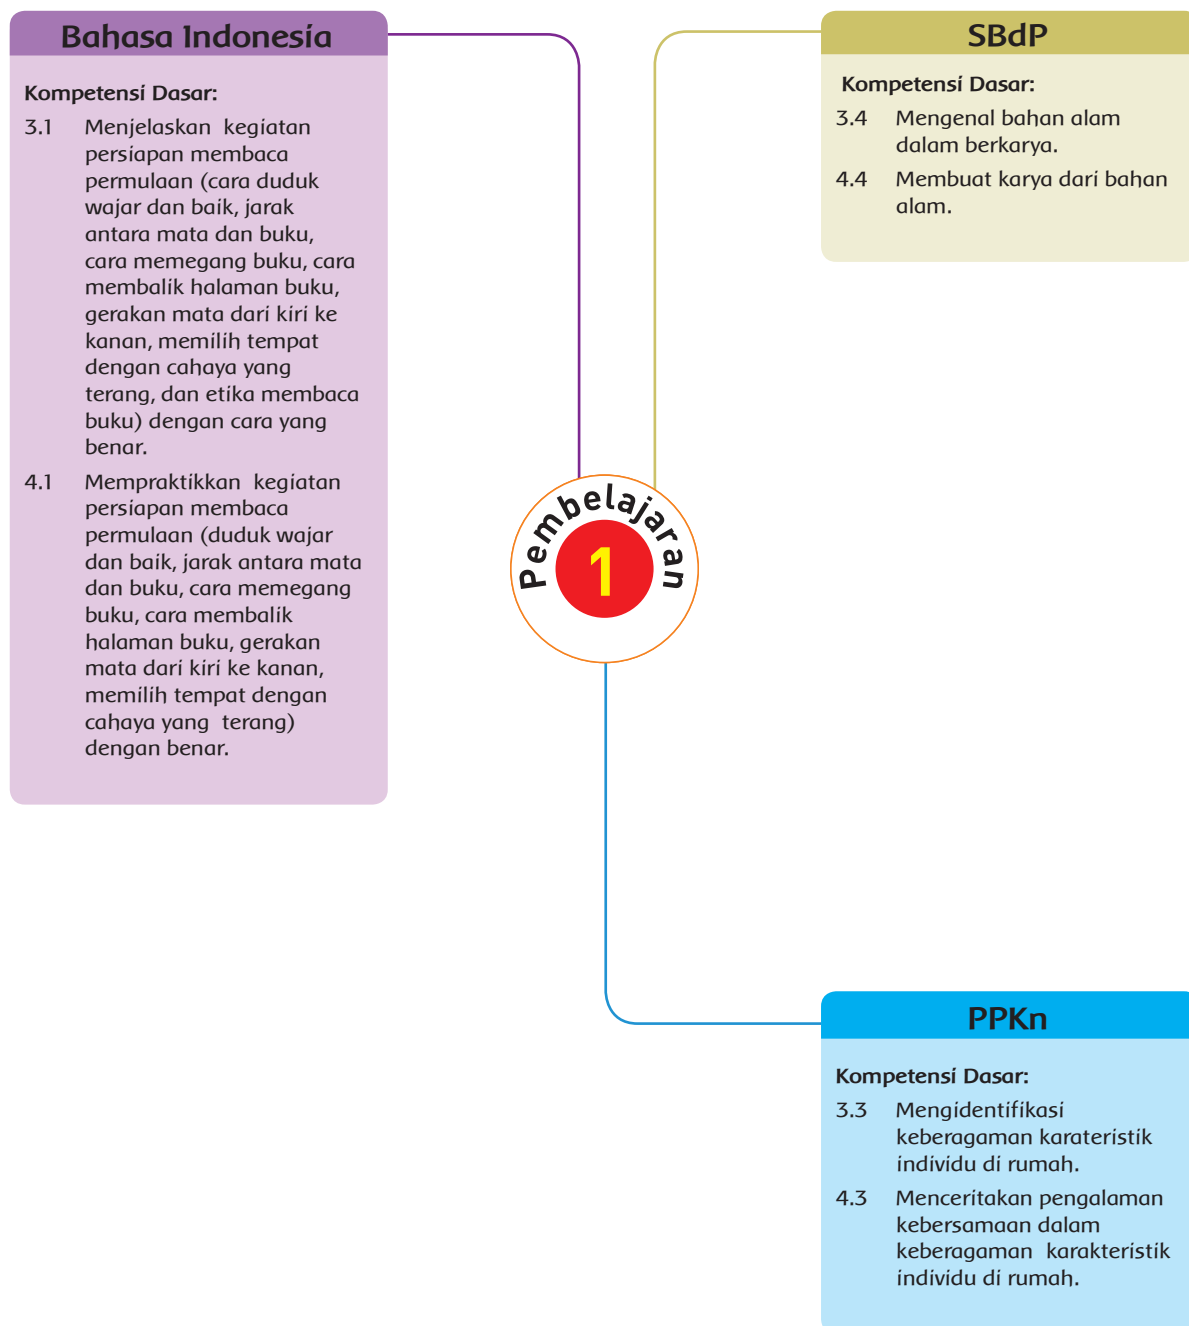 Bahasa Indonesia
Kompetensi Dasar:
3.1 Menjelaskan kegiatan
persiapan membaca
permulaan (cara duduk
wajar dan baik, jarak
antara mata dan buku,
cara memegang buku, cara
membalik halaman buku,
gerakan mata dari kiri ke
kanan, memilih tempat
dengan cahaya yang
terang, dan etika membaca
buku) dengan cara yang
benar.
4.1 Mempraktikkan kegiatan
persiapan membaca
permulaan (duduk wajar
dan baik, jarak antara mata
dan buku, cara memegang
buku, cara membalik
halaman buku, gerakan
mata dari kiri ke kanan,
memilih tempat dengan
cahaya yang terang)
dengan benar.
SBdP
Kompetensi Dasar:
3.4 Mengenal bahan alam
dalam berkarya.
4.4 Membuat karya dari bahan
alam.
Pembelajaran
1
PPKn
Kompetensi Dasar:
3.3 Mengidentifikasi
keberagaman karateristik
individu di rumah.
4.3 Menceritakan pengalaman
kebersamaan dalam
keberagaman karakteristik
individu di rumah.